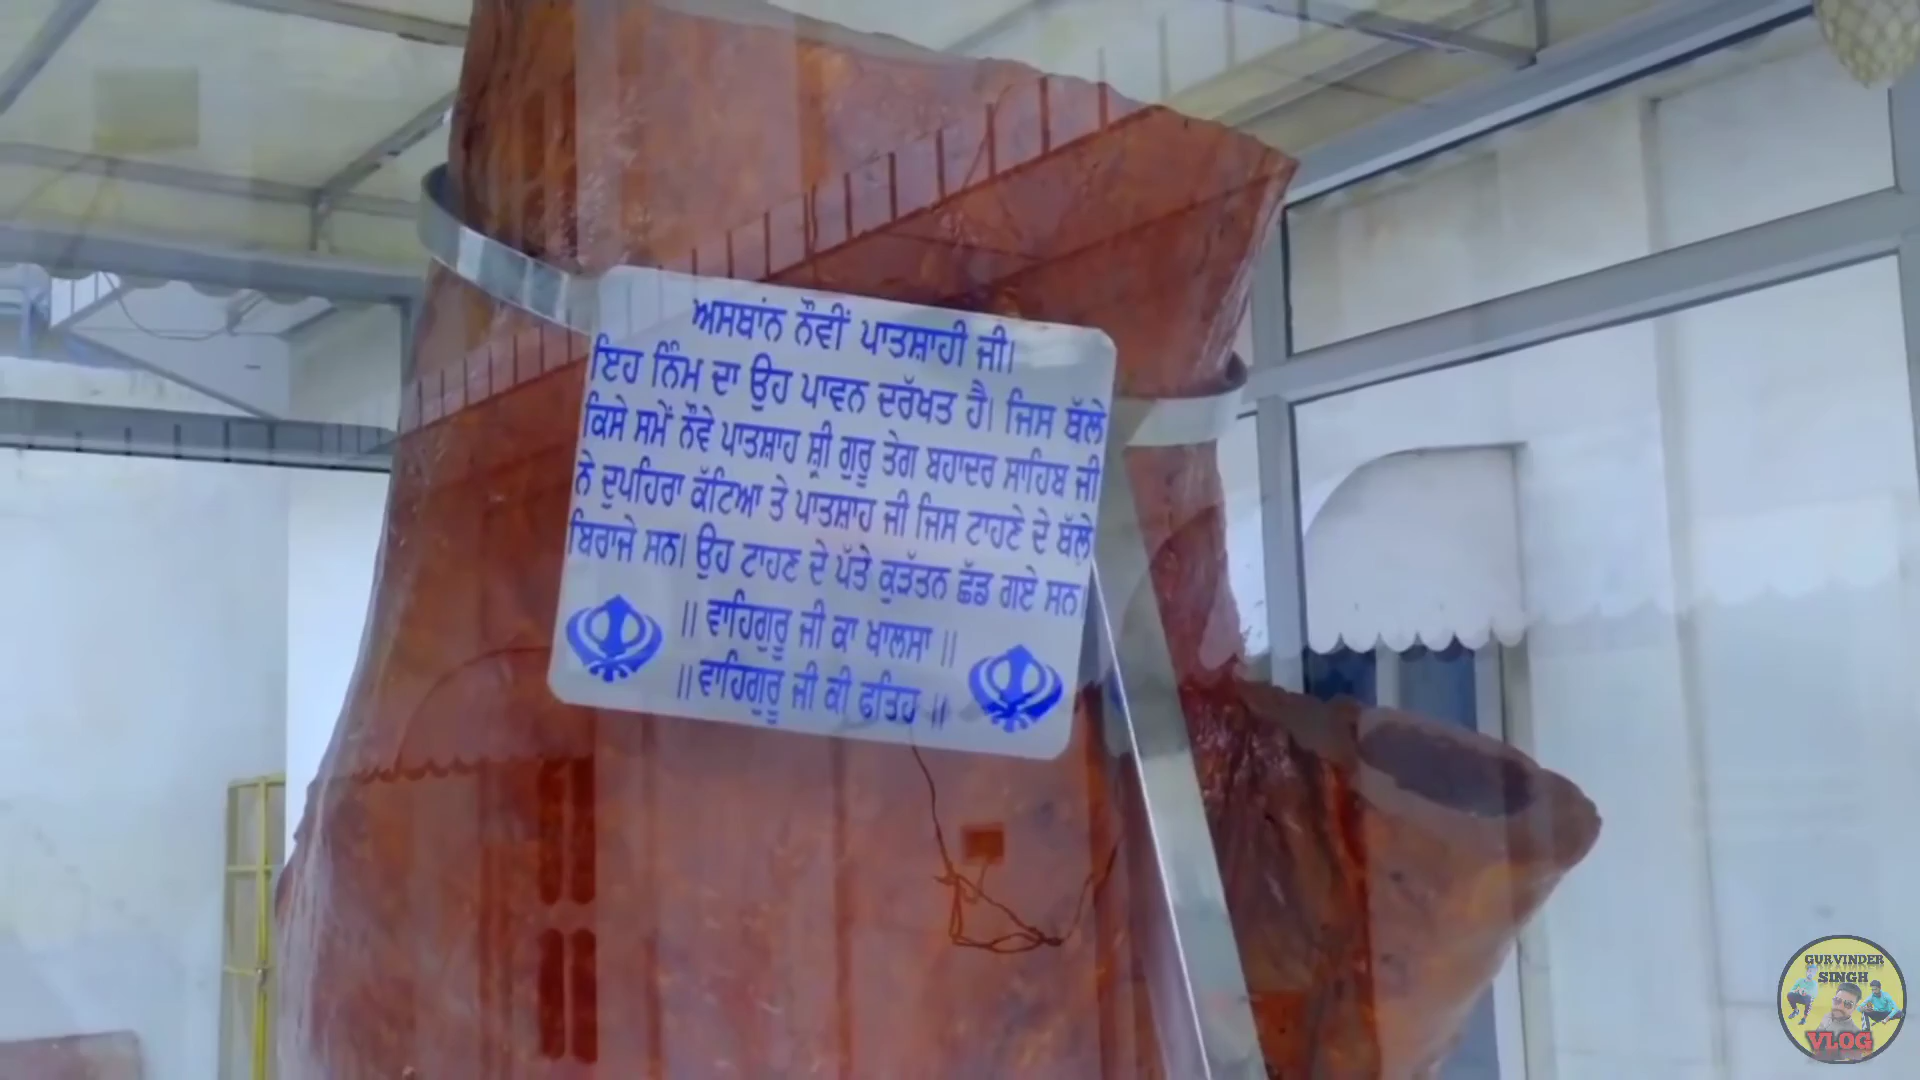 ਅਸਥਾਂਨ ਨੌਵੀਂ ਪਾਤਸ਼ਾਹੀ ਜੀ।
ਇਹ ਨਿੰਮ ਦਾ ਉਹ ਪਾਵਨ ਦਰੱਖਤ ਹੈ। ਜਿਸ ਥੱਲੇ
ਕਿਸੇ ਸਮੇਂ ਨੌਵੇ ਪਾਤਸ਼ਾਹ ਸ਼੍ਰੀ ਗੁਰੂ ਤੇਗ ਬਹਾਦਰ ਸਾਹਿਬ ਜੀ
ਨੇ ਦੁਪਹਿਰਾ ਕੱਟਿਆ ਤੇ ਪਾਤਸ਼ਾਹ ਜੀ ਜਿਸ ਟਾਹਣੇ ਦੇ ਥੱਲੇ
ਬਿਰਾਜੇ ਸਨ। ਉਹ ਟਾਹਣ ਦੇ ਪੱਤੇ ਕੁੜੱਤਨ ਛੱਡ ਗਏ ਸਨ।
॥ ਵਾਹਿਗੁਰੂ ਜੀ ਕਾ ਖਾਲਸਾ ॥
॥ ਵਾਹਿਗੁਰੂ ਜੀ ਕੀ ਫਤਿਹ ॥
GURVINDER
SINGH
VLOG